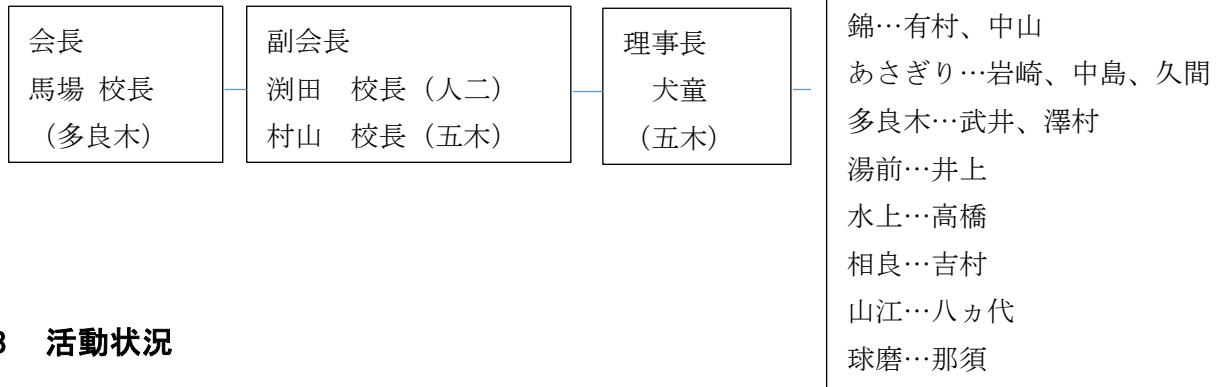 会長
馬場 校長
（多良木）
副会長
渕田　校長（人二）
村山　校長（五木）
理事長
犬童
（五木）
錦…有村、中山
あさぎり…岩崎、中島、久間
多良木…武井、澤村
湯前…井上
水上…高橋
相良…吉村
山江…八ヵ代
球磨…那須
3　活動状況